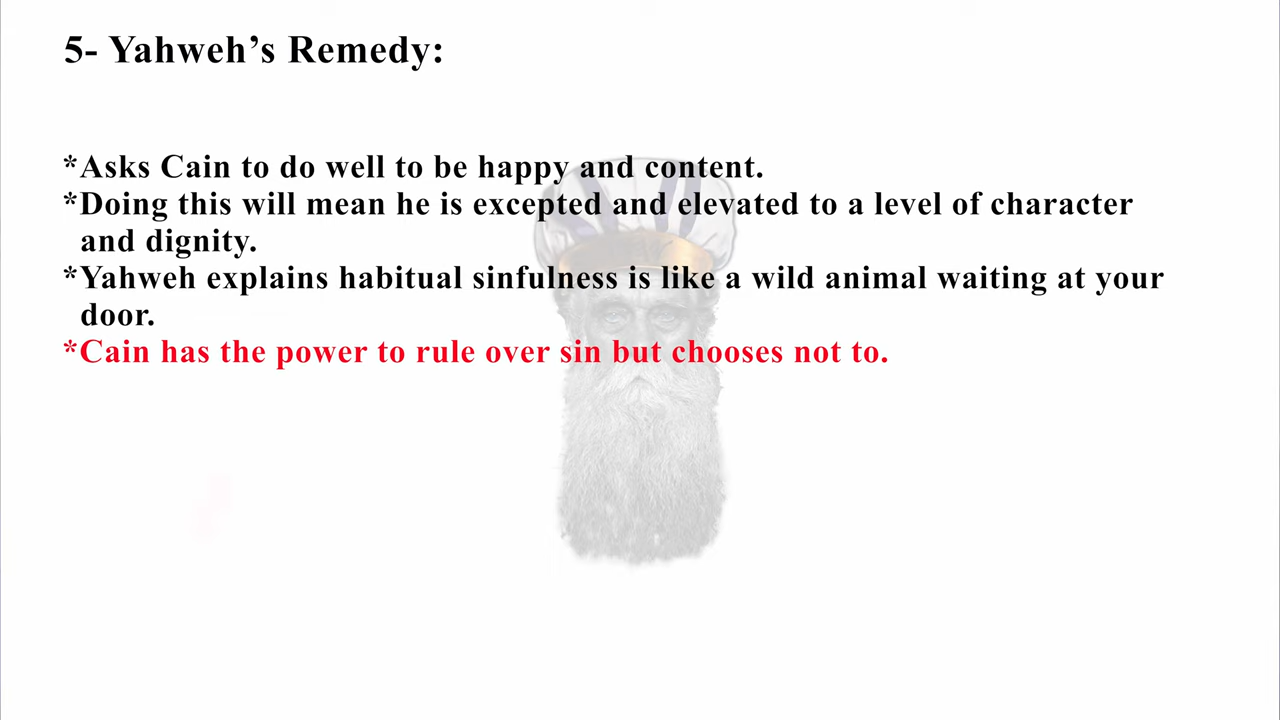 5- Yahweh’s Remedy:
*Asks Cain to do well to be happy and content.
*Doing this will mean he is excepted and elevated to a level of character
and dignity.
*Yahweh explains habitual sinfulness is like a wild animal waiting at your
door.
*Cain has the power to rule over sin but chooses not to.